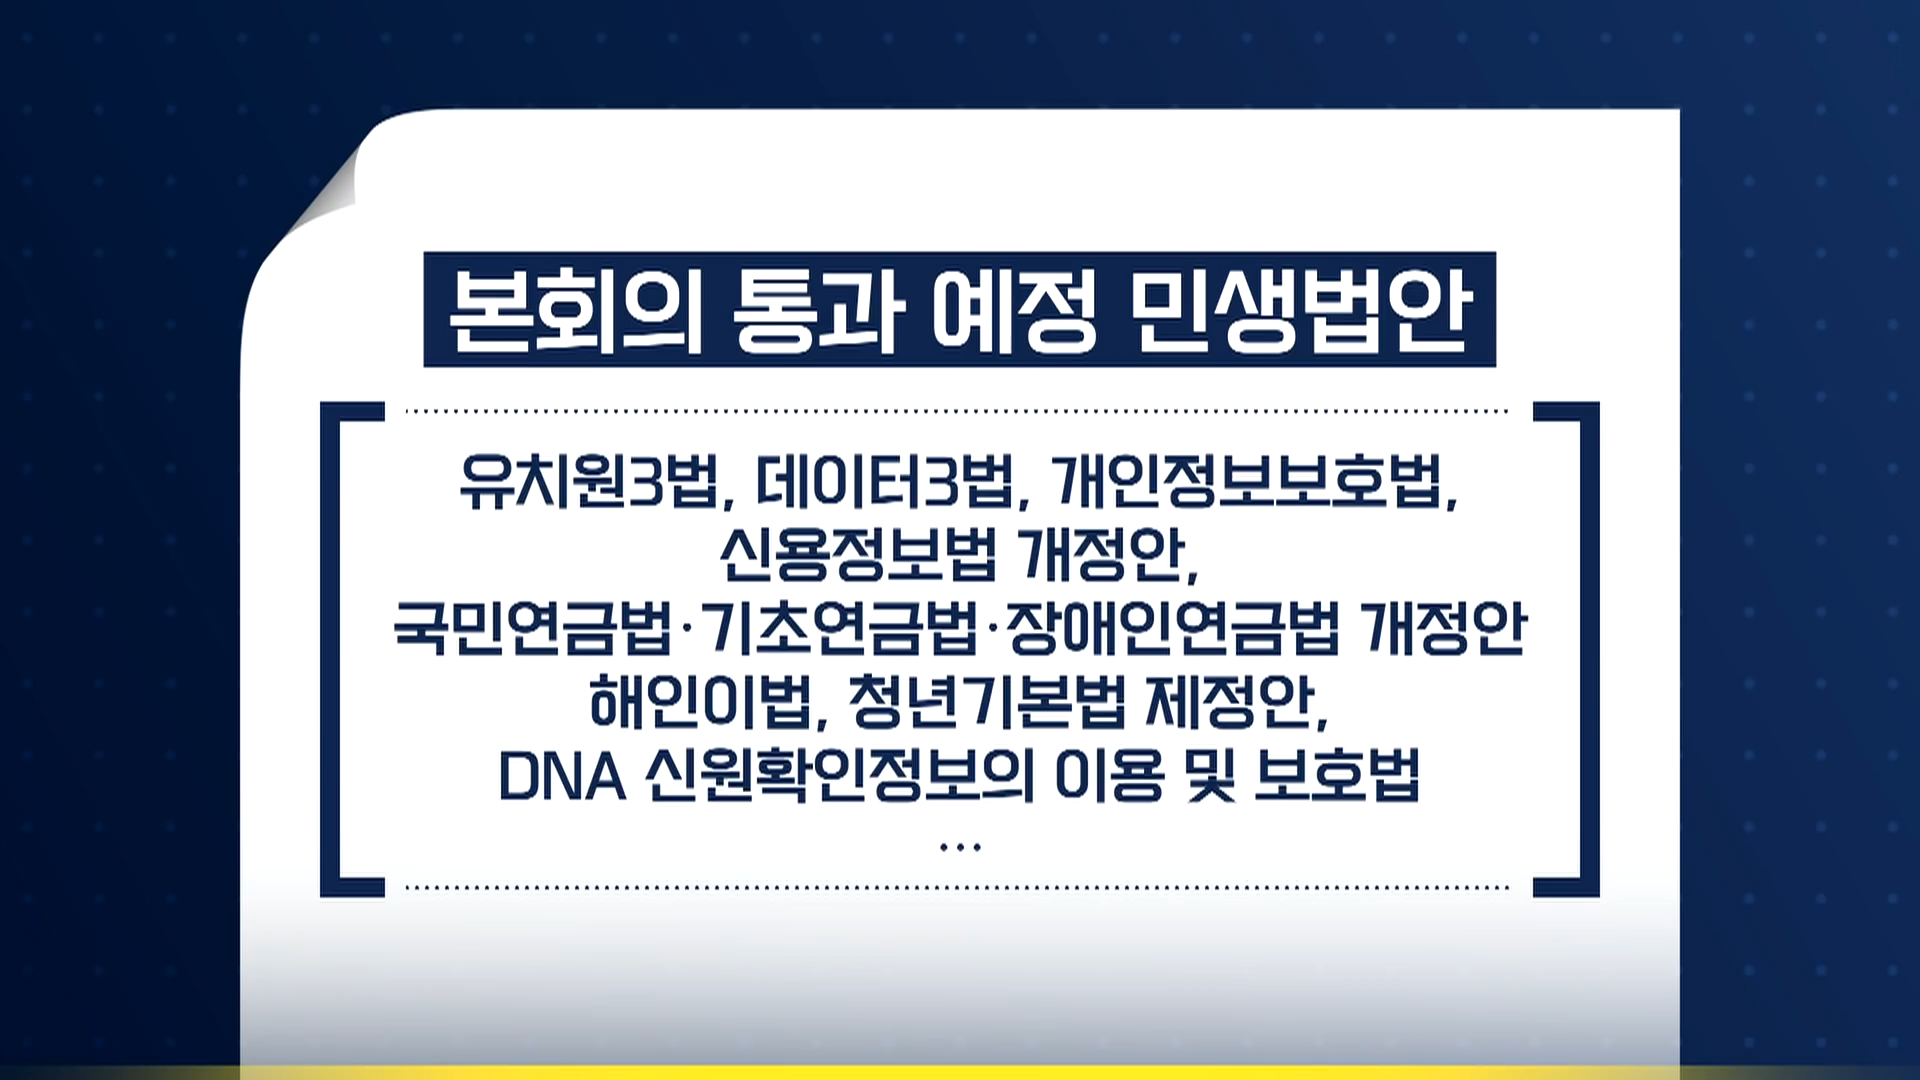 본회의 통과 예정 민생법안
유치원3법, 데이터3법, 개인정보보호법,
신용정보법 개정안,
국민연금법·기초연금법·장애인연금법 개정안
해인이법, 청년기본법 제정안,
DNA 신원확인정보의 이용 및 보호법
...